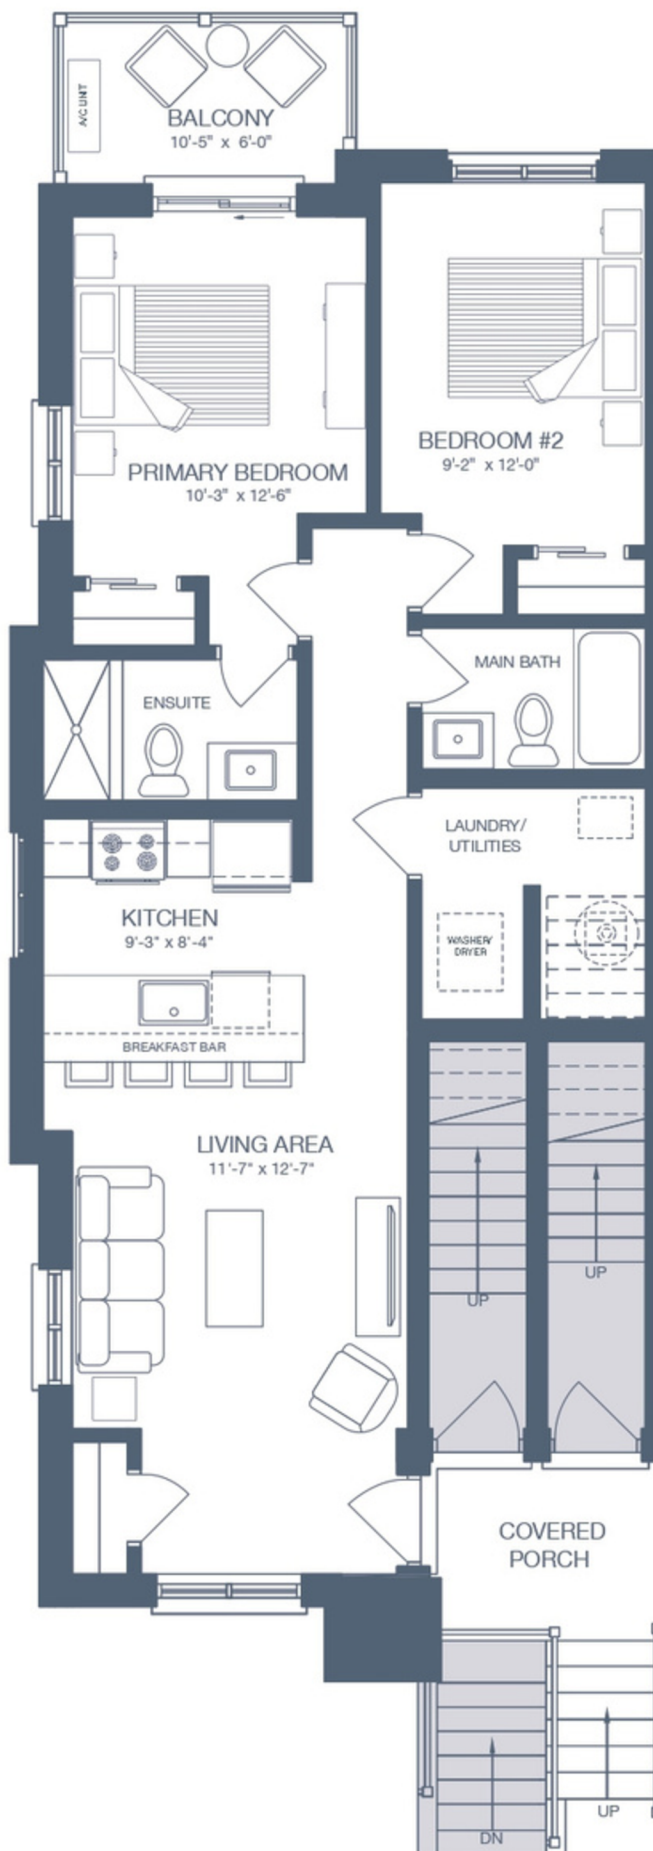 A/C UNIT
BALCONY
10'-5" x 6'-0"
BEDROOM #2
9'-2" x 12'-0"
PRIMARY BEDROOM
10'-3" x 12'-6"
MAIN BATH
ENSUITE
LAUNDRY/
UTILITIES
KITCHEN
9'-3" x 8'-4"
WASHER/
DRYER
BREAKFAST BAR
LIVING AREA
11'-7" x 12'-7"
UP
UP
COVERED
PORCH
UP
DN